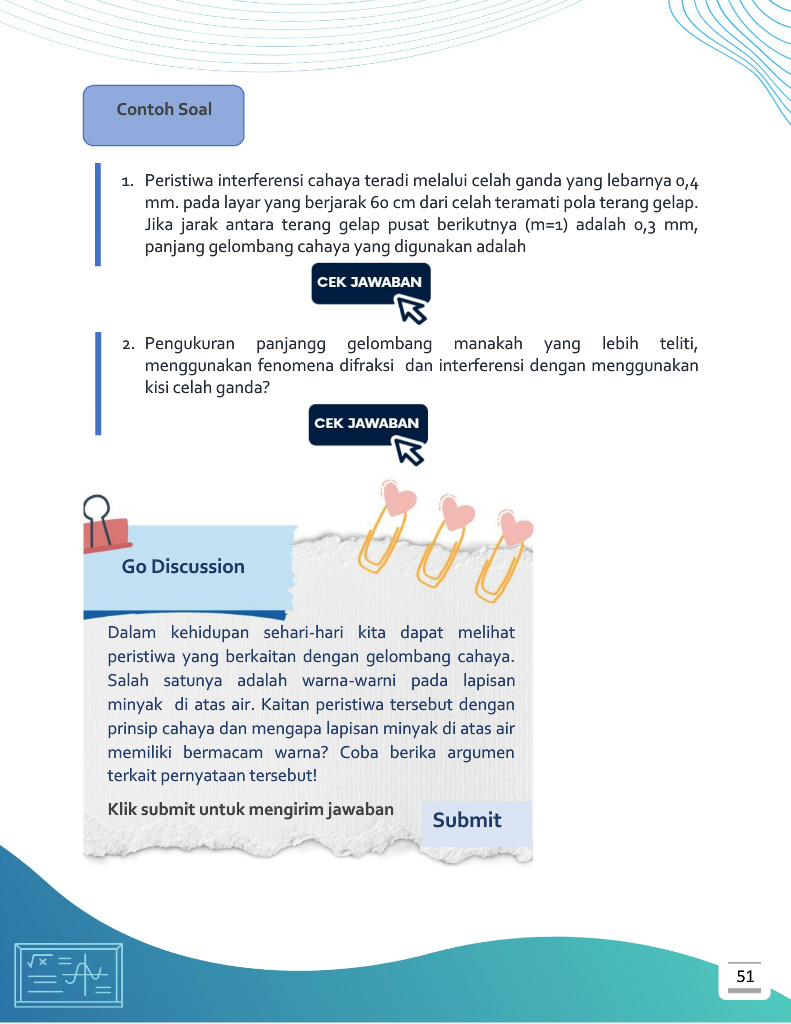 Contoh Soal
1. Peristiwa interferensi cahaya teradi melalui celah ganda yang lebarnya 0,4
mm. pada layar yang berjarak 60 cm dari celah teramati pola terang gelap.
Jika jarak antara terang gelap pusat berikutnya (m=1) adalah 0,3 mm,
panjang gelombang cahaya yang digunakan adalah
CEK JAWABAN
2. Pengukuran panjangg gelombang manakah yang lebih teliti,
menggunakan fenomena difraksi dan interferensi dengan menggunakan
kisi celah ganda?
CEK JAWABAN
Go Discussion
Dalam kehidupan sehari-hari kita dapat melihat
peristiwa yang berkaitan dengan gelombang cahaya.
Salah satunya adalah warna-warni pada lapisan
minyak di atas air. Kaitan peristiwa tersebut dengan
prinsip cahaya dan mengapa lapisan minyak di atas air
memiliki bermacam warna? Coba berika argumen
terkait pernyataan tersebut!
Klik submit untuk mengirim jawaban
Submit
√x
51